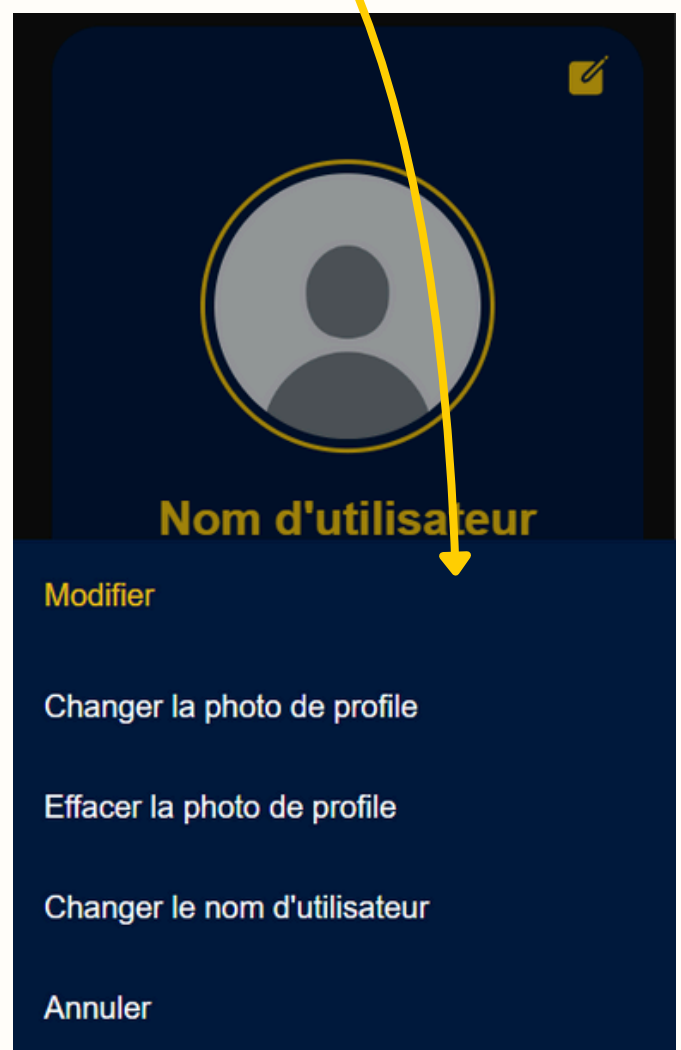 Nom d'utilisateur
Modifier
Changer la photo de profile
Effacer la photo de profile
Changer le nom d'utilisateur
Annuler